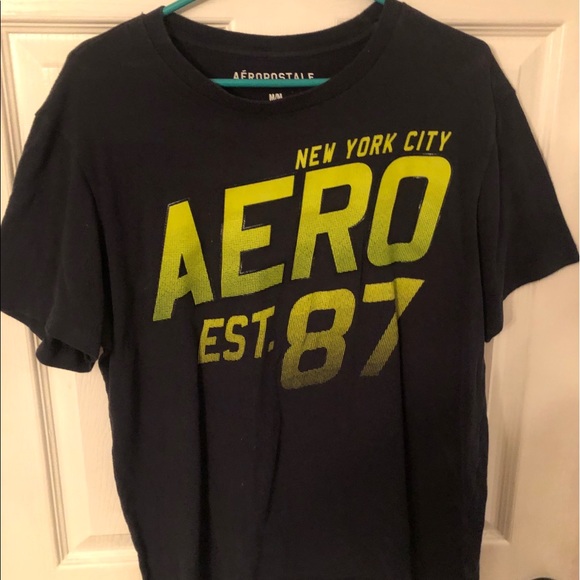 AÉROPOSTALE
M/M
NEW YORK CITY
AERO
EST. 87